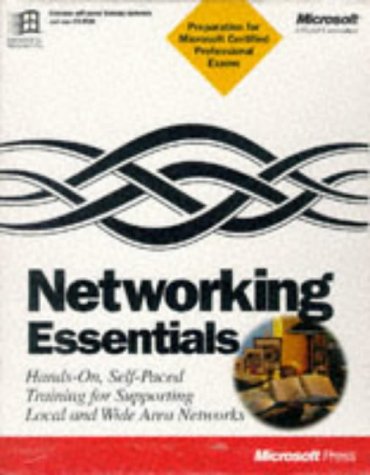 Preparation for
Microsoft Certified
Professional
Exams
Microsoft
Networking
Essentials
Hands-On, Self-Paced
Training for Supporting
Local and Wide Area Networks
Microsoft Press